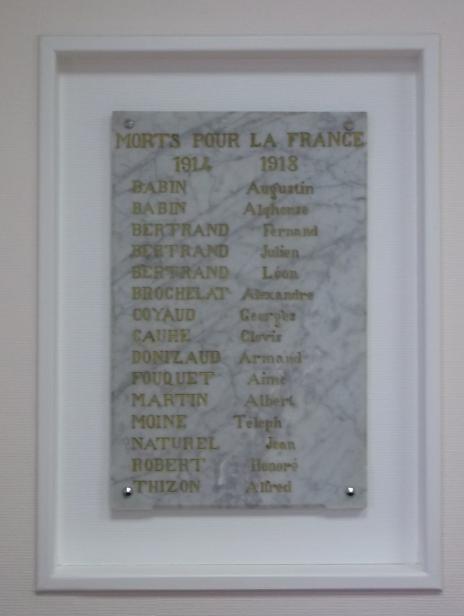 MORTS POUR LA FRANCE
1914 1918
BABIN Augustin
BABIN Alphonse
BERTRAND Fernand
BERTRAND Julien
BERTRAND Léon
BROCHELAT Alexandre
COYAUD Georges
CAUHE Clovis
DONIZAUD Armand
FOUQUET Aimé
MARTIN Albert
MOINE Téleph
NATUREL Jean
ROBERT Honoré
THIZON Alfred